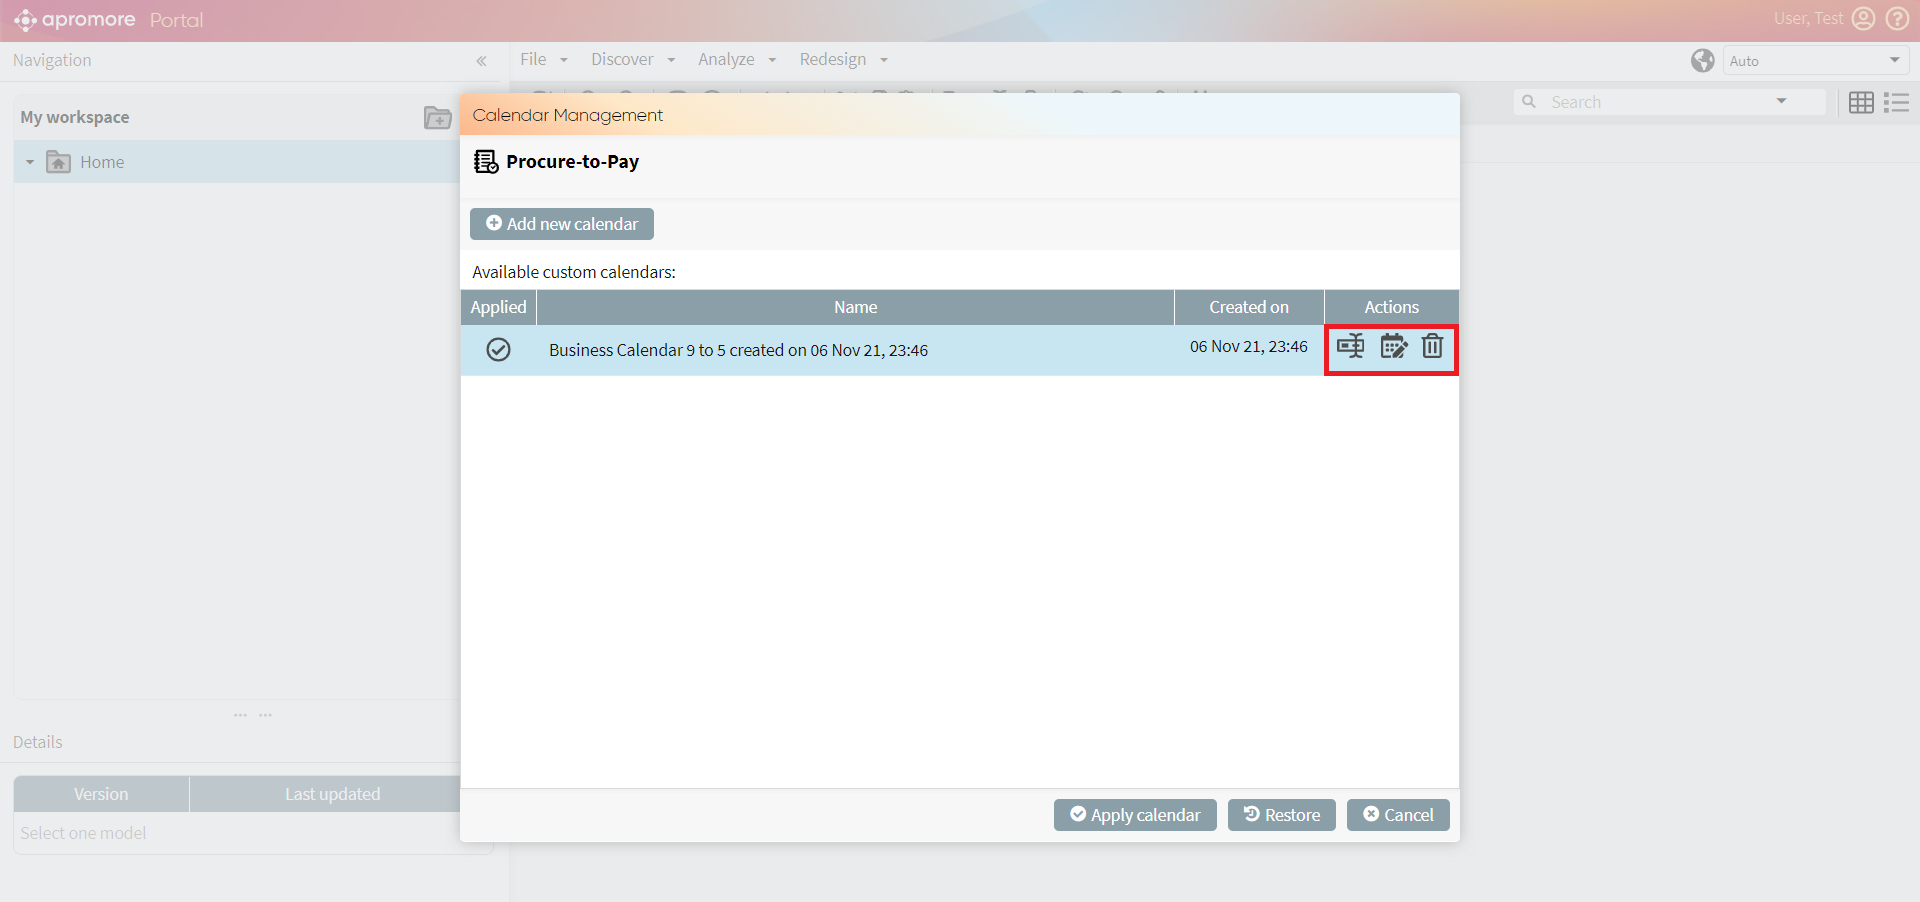 apromore Portal
User, Test
Navigation
«
File
Discover
Analyze
Redesign
Auto
My workspace
Search
Home
Calendar Management
Procure-to-Pay
Add new calendar
Available custom calendars:
Applied Name Created on Actions
Business Calendar 9 to 5 created on 06 Nov 21, 23:46 06 Nov 21, 23:46
Details
Version Last updated
Select one model
Apply calendar Restore Cancel